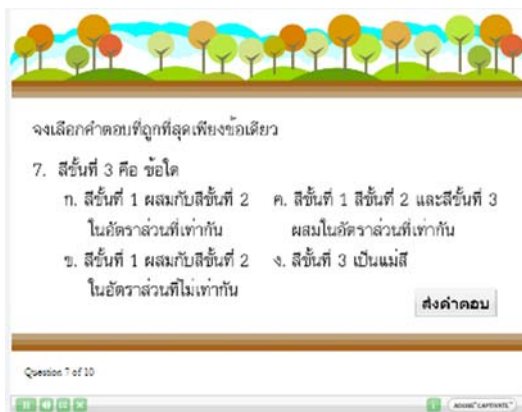 จงเลือกคำตอบที่ถูกที่สุดเพียงข้อเดียว
7. สีขั้นที่ 3 คือ ข้อใด
ก. สีขั้นที่ 1 ผสมกับสีขั้นที่ 2
ในอัตราส่วนที่เท่ากัน
ข. สีขั้นที่ 1 ผสมกับสีขั้นที่ 2
ในอัตราส่วนที่ไม่เท่ากัน
ค. สีขั้นที่ 1 สีขั้นที่ 2 และสีขั้นที่ 3
ผสมในอัตราส่วนที่เท่ากัน
ง. สีขั้นที่ 3 เป็นแม่สี
ส่งคำตอบ
Question 7 of 10
CC
ADOBE® CAPTIVATE™